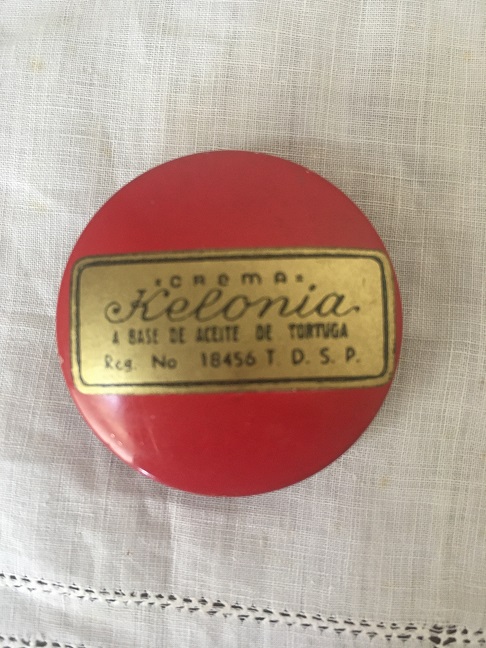 CREMA
Kelonia
A BASE DE ACEITE DE TORTUGA
Reg. No 18456 T. D. S. P.